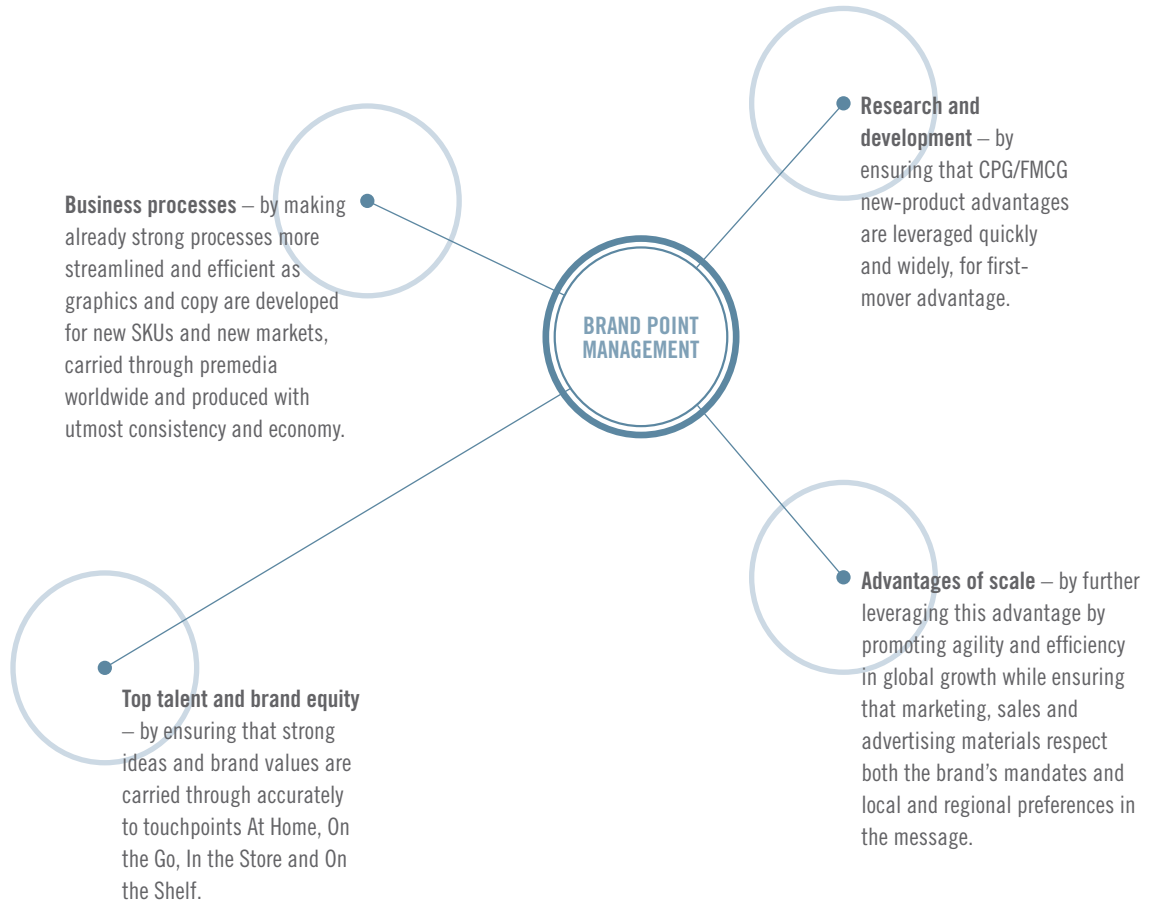 Business processes – by making
already strong processes more
streamlined and efficient as
graphics and copy are developed
for new SKUs and new markets,
carried through premedia
worldwide and produced with
utmost consistency and economy.
Research and
development – by
ensuring that CPG/FMCG
new-product advantages
are leveraged quickly
and widely, for first-
mover advantage.
BRAND POINT
MANAGEMENT
Top talent and brand equity
– by ensuring that strong
ideas and brand values are
carried through accurately
to touchpoints At Home, On
the Go, In the Store and On
the Shelf.
Advantages of scale – by further
leveraging this advantage by
promoting agility and efficiency
in global growth while ensuring
that marketing, sales and
advertising materials respect
both the brand’s mandates and
local and regional preferences in
the message.